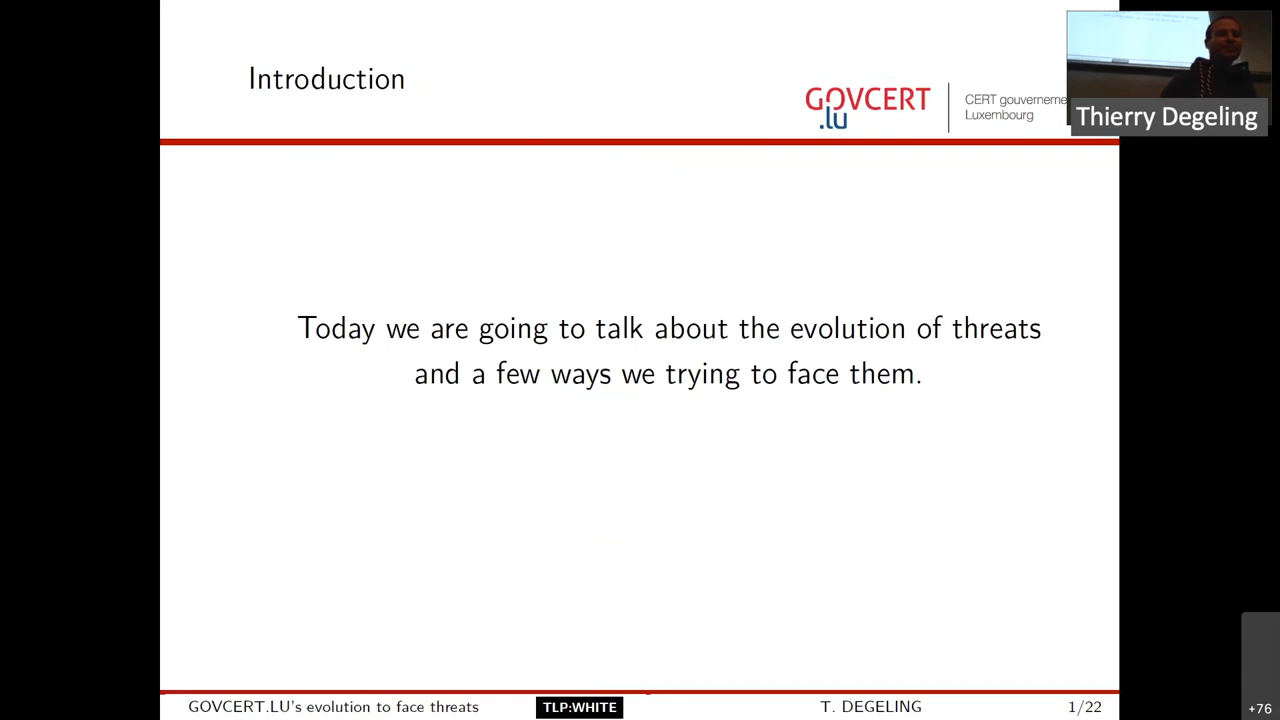 Introduction
GOVCERT
.lu
CERT gouverneme
Luxembourg
Thierry Degeling
Today we are going to talk about the evolution of threats
and a few ways we trying to face them.
GOVCERT.LU's evolution to face threats
TLP:WHITE
T. DEGELING
1/22
+76